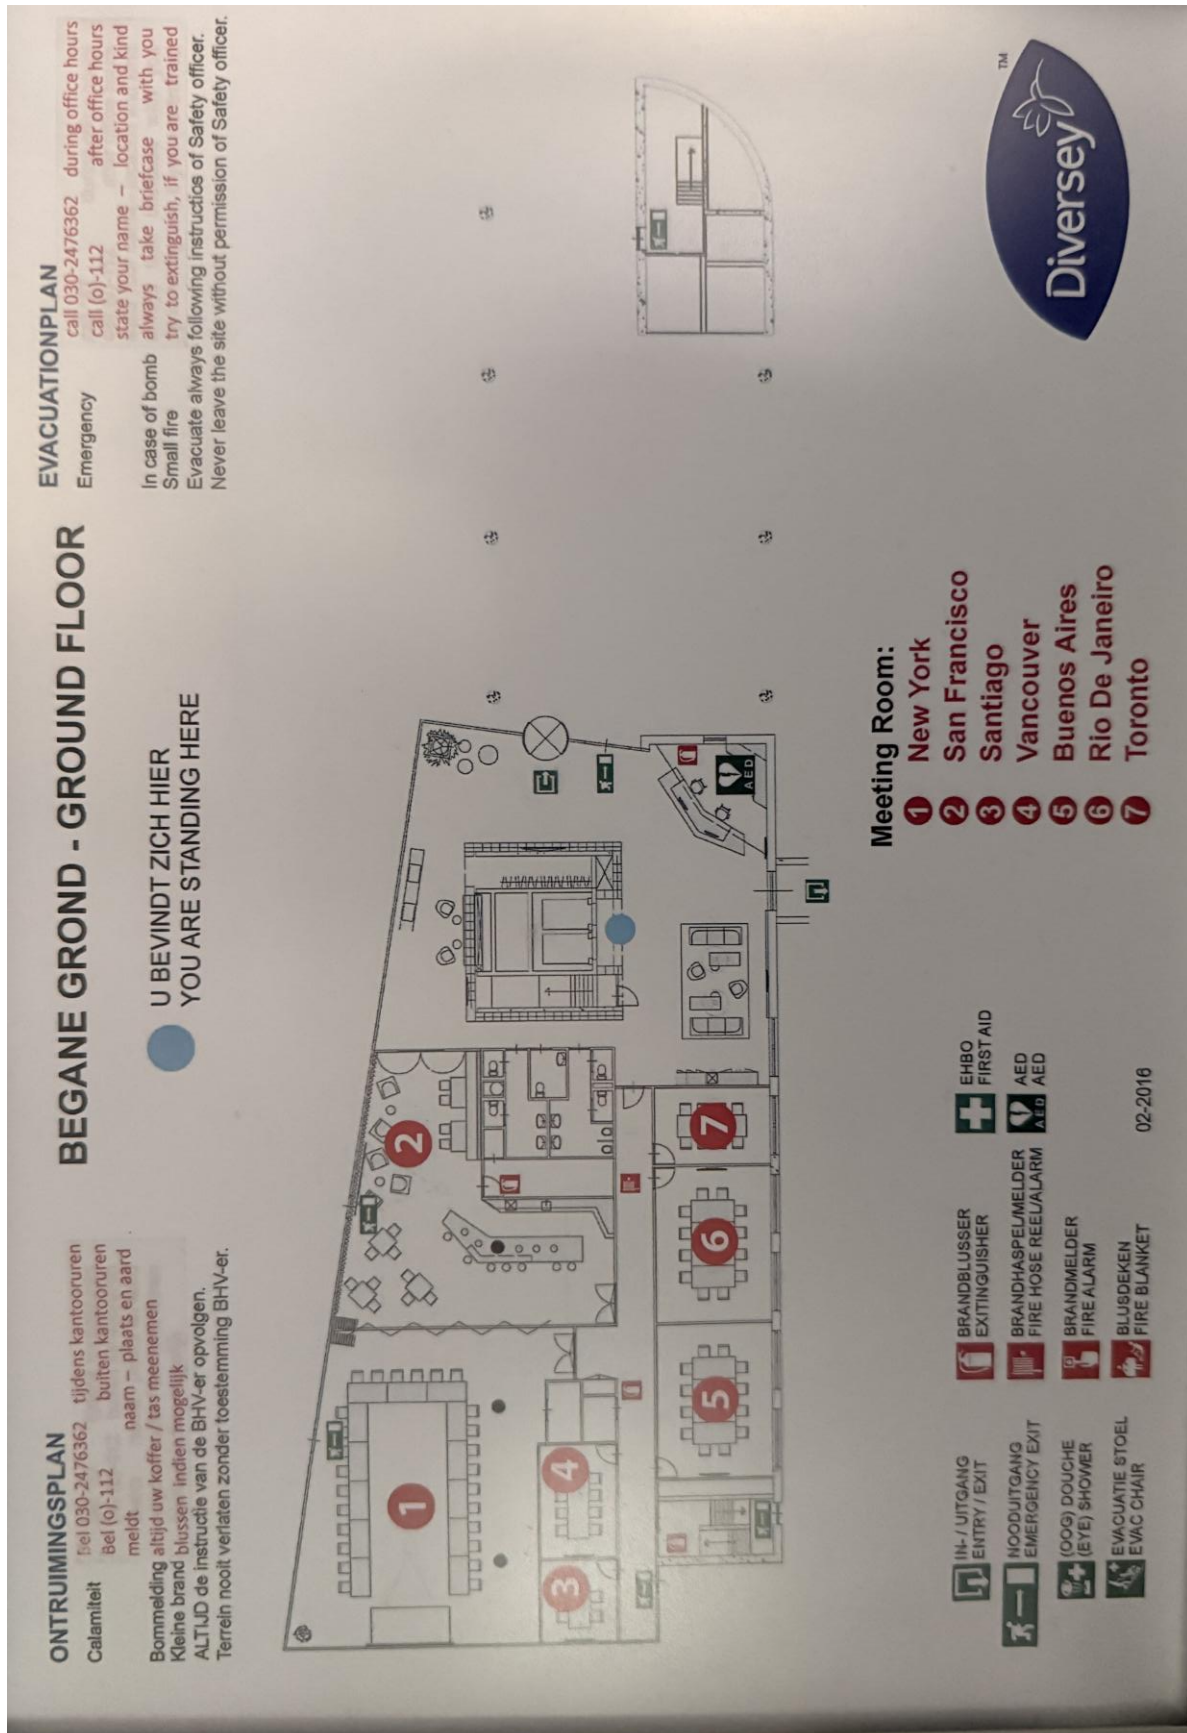 ONTRUIMINGSPLAN
Calamiteit Bel 030-2476362 tijdens kantooruren
Bel (o)-112 buiten kantooruren
meldt naam – plaats en aard
Bommelding altijd uw koffer / tas meenemen
Kleine brand blussen indien mogelijk
ALTIJD de instructie van de BHV-er opvolgen.
Terrein nooit verlaten zonder toestemming BHV-er.
BEGANE GROND - GROUND FLOOR
U BEVINDT ZICH HIER
YOU ARE STANDING HERE
EVACUATIONPLAN
Emergency call 030-2476362 during office hours
call (o)-112 after office hours
state your name – location and kind
In case of bomb always take briefcase with you
Small fire try to extinguish, if you are trained
Evacuate always following instructios of Safety officer.
Never leave the site without permission of Safety officer.
1
2
3
4
5
6
7
AED
IN- / UITGANG
ENTRY / EXIT
NOODUITGANG
EMERGENCY EXIT
(OOG) DOUCHE
(EYE) SHOWER
EVACUATIE STOEL
EVAC CHAIR
BRANDBLUSSER
EXITINGUISHER
BRANDHASPEL/MELDER
FIRE HOSE REEL/ALARM
BRANDMELDER
FIRE ALARM
BLUSDEKEN
FIRE BLANKET
EHBO
FIRST AID
AED
AED
AED
02-2016
Meeting Room:
1 New York
2 San Francisco
3 Santiago
4 Vancouver
5 Buenos Aires
6 Rio De Janeiro
7 Toronto
Diversey TM